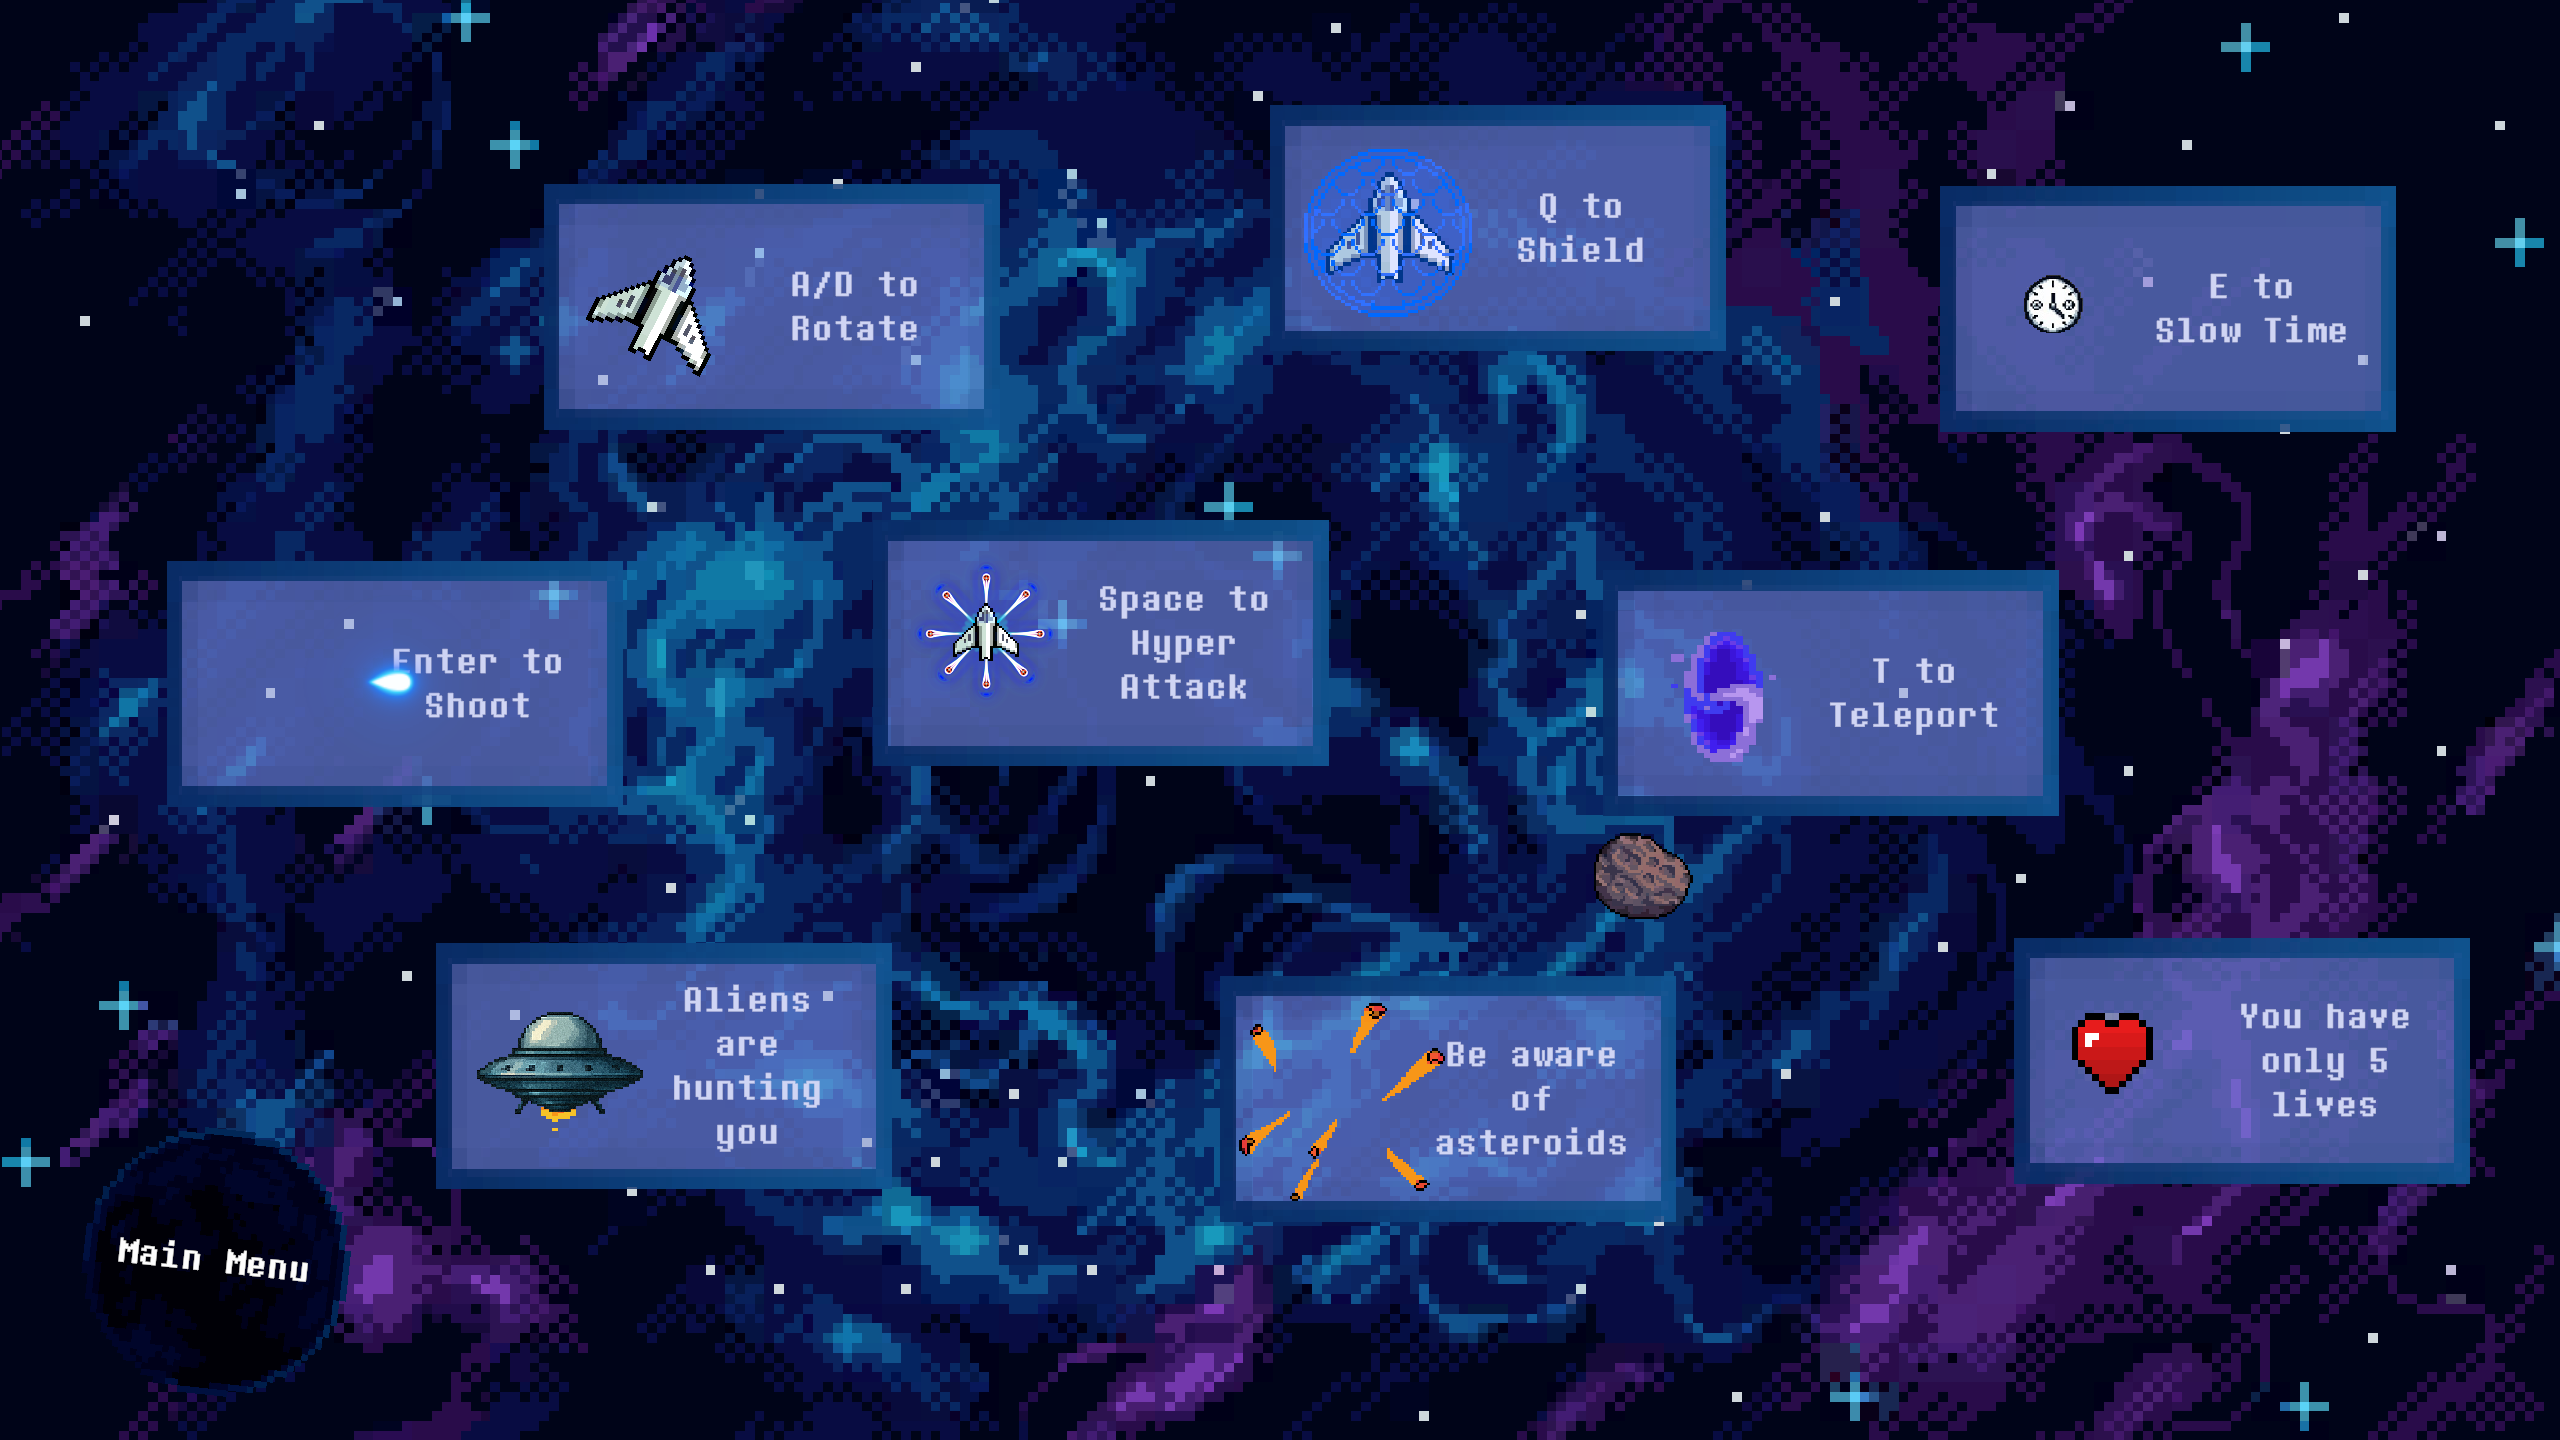 Q to
Shield
A/D to
Rotate
E to
Slow Time
Enter to
Shoot
Space to
Hyper
Attack
T to
Teleport
Aliens
are
hunting
you
Be aware
of
asteroids
You have
only 5
lives
Main Menu